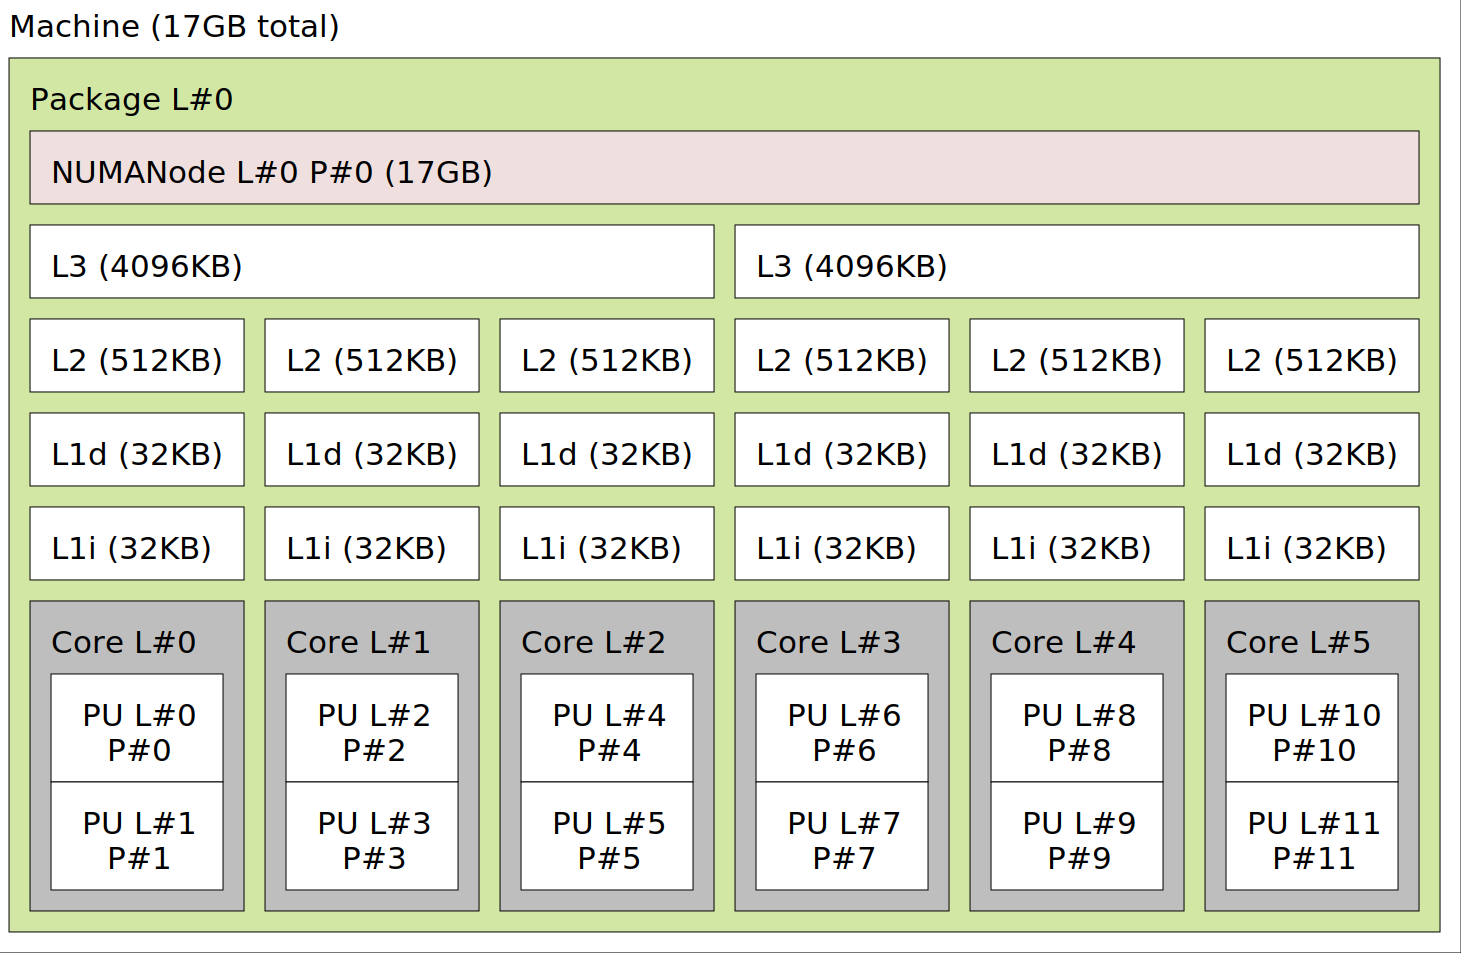 Machine (17GB total)
Package L#0
NUMANode L#0 P#0 (17GB)
L3 (4096KB) L3 (4096KB)
L2 (512KB) L2 (512KB) L2 (512KB) L2 (512KB) L2 (512KB) L2 (512KB)
L1d (32KB) L1d (32KB) L1d (32KB) L1d (32KB) L1d (32KB) L1d (32KB)
L1i (32KB) L1i (32KB) L1i (32KB) L1i (32KB) L1i (32KB) L1i (32KB)
Core L#0 Core L#1 Core L#2 Core L#3 Core L#4 Core L#5
PU L#0 PU L#2 PU L#4 PU L#6 PU L#8 PU L#10
P#0 P#2 P#4 P#6 P#8 P#10
PU L#1 PU L#3 PU L#5 PU L#7 PU L#9 PU L#11
P#1 P#3 P#5 P#7 P#9 P#11